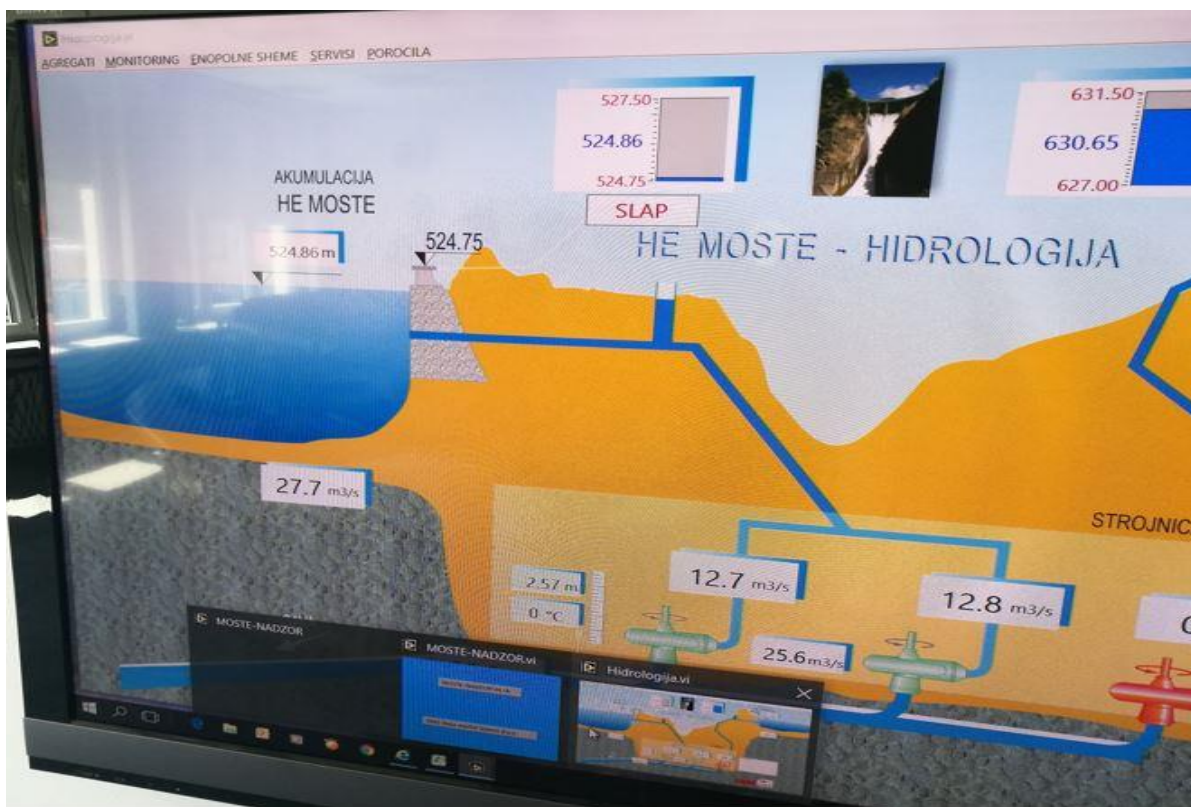 Hidrologija.vi
AGREGATI MONITORING ENOPOLNE SHEME SERVISI POROCILA
527.50
524.86
524.75
SLAP
631.50
630.65
627.00
AKUMULACIJA
HE MOSTE
524.86 m
524.75
HE MOSTE - HIDROLOGIJA
27.7 m3/s
STROJNIC
12.7 m3/s
12.8 m3/s
2.57 m
0 °C
25.6 m3/s
MOSTE-NADZOR
MOSTE-NADZOR.vi
Hidrologija.vi